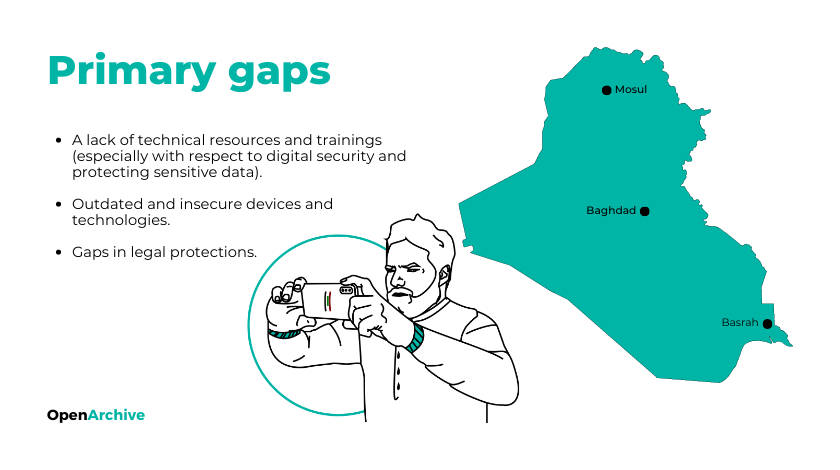 Primary gaps
• A lack of technical resources and trainings
(especially with respect to digital security and
protecting sensitive data).
• Outdated and insecure devices and
technologies.
• Gaps in legal protections.
Mosul
Baghdad
Basrah
OpenArchive